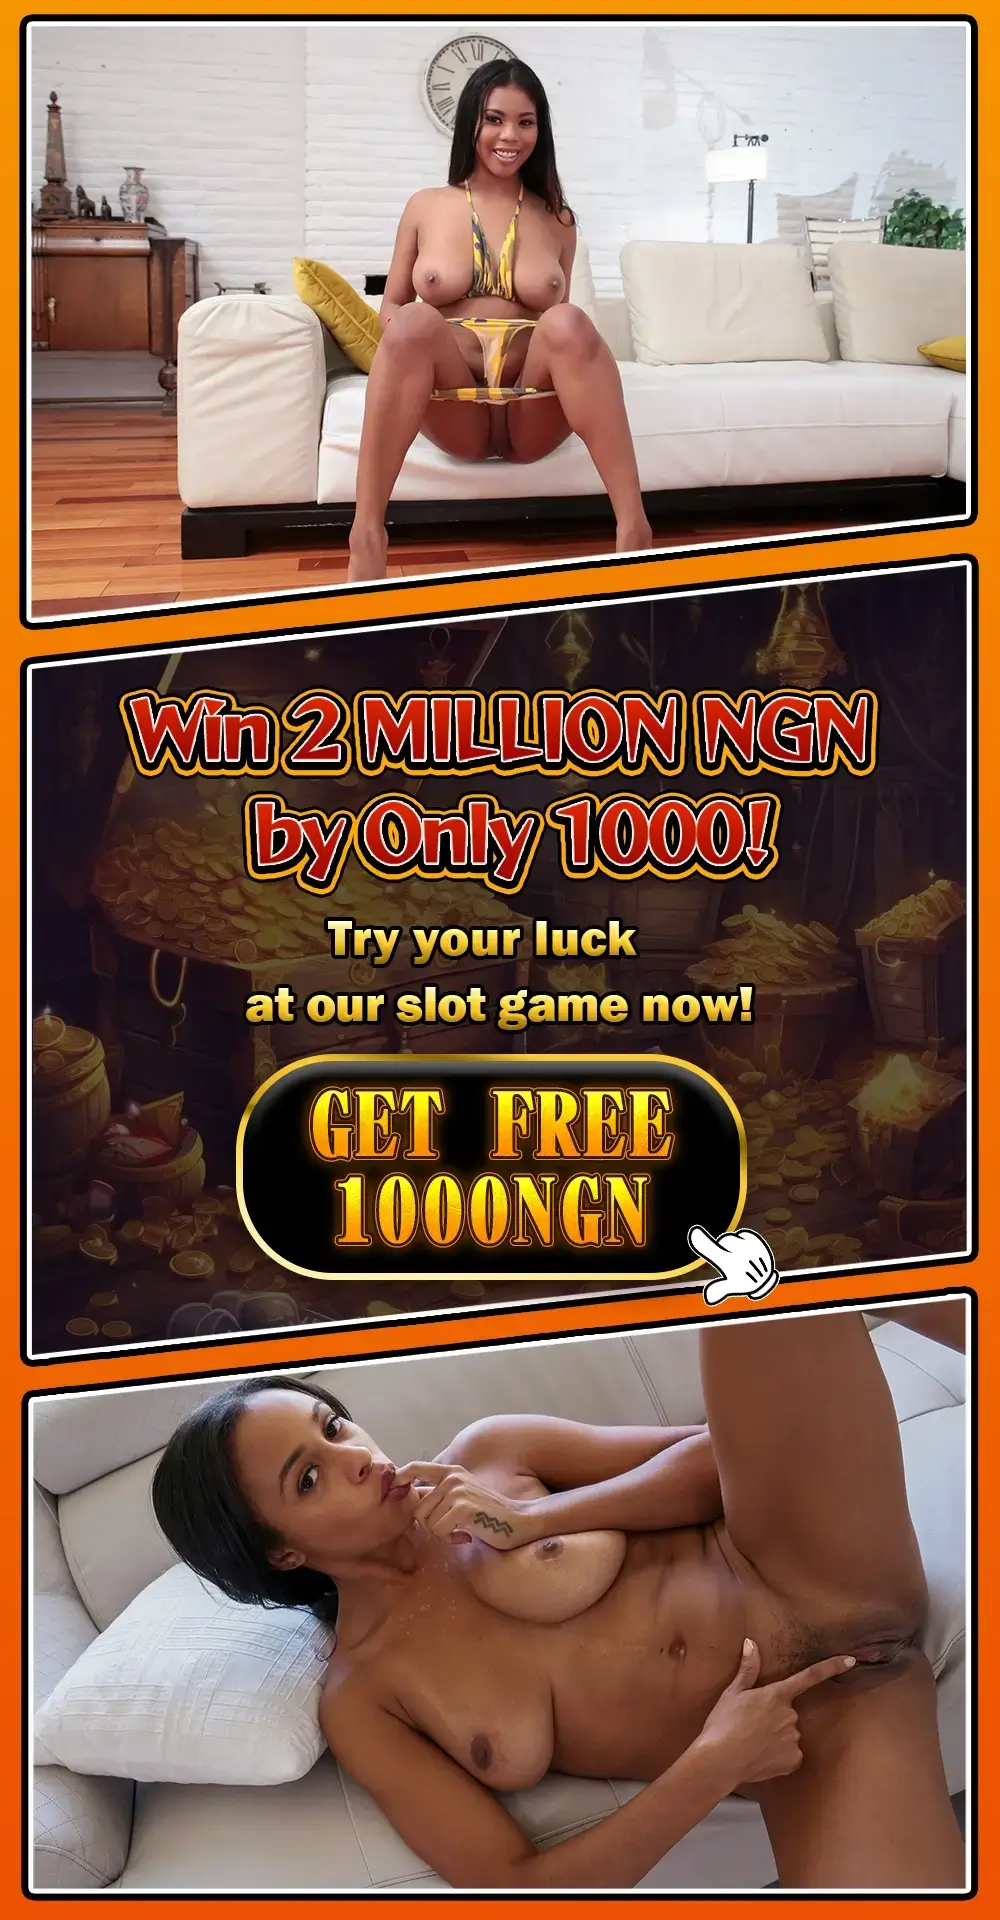 Win 2 MILLION NGN
by Only 1000!
Try your luck
at our slot game now!
GET FREE
1000NGN